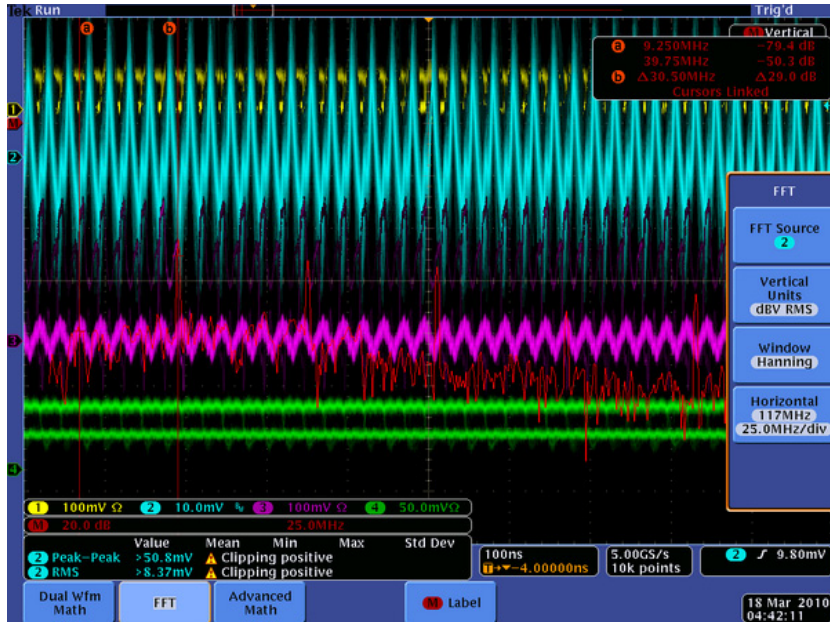 Tek Run Trig'd
M Vertical
a b
a 9.250MHz −79.4 dB
39.75MHz −50.3 dB
b Δ30.50MHz Δ29.0 dB
Cursors Linked
1
M
2
3
4
FFT
FFT Source
2
Vertical
Units
dBV RMS
Window
Hanning
Horizontal
117MHz
25.0MHz/div
1 100mV Ω 2 10.0mV 3 100mV Ω 4 50.0mVΩ
M 20.0 dB 25.0MHz
Value Mean Min Max Std Dev
2 Peak−Peak >50.8mV Clipping positive
2 RMS >8.37mV Clipping positive
100ns
T→▼−4.00000ns
5.00GS/s
10k points
2 ∫ 9.80mV
Dual Wfm
Math
FFT
Advanced
Math
M Label
18 Mar 2010
04:42:11